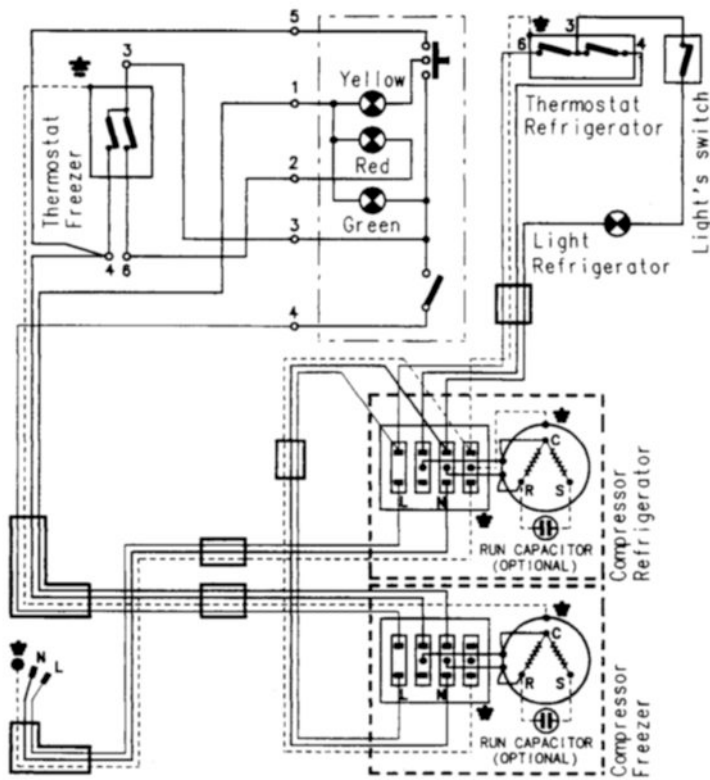 5
3
6
3
4
1
Yellow
Thermostat
Refrigerator
Light's switch
Thermostat
Freezer
Red
2
Green
3
Light
Refrigerator
4 6
4
C
R S
L N
RUN CAPACITOR
(OPTIONAL)
Compressor
Refrigerator
N
L
C
R S
L N
RUN CAPACITOR
(OPTIONAL)
Compressor
Freezer